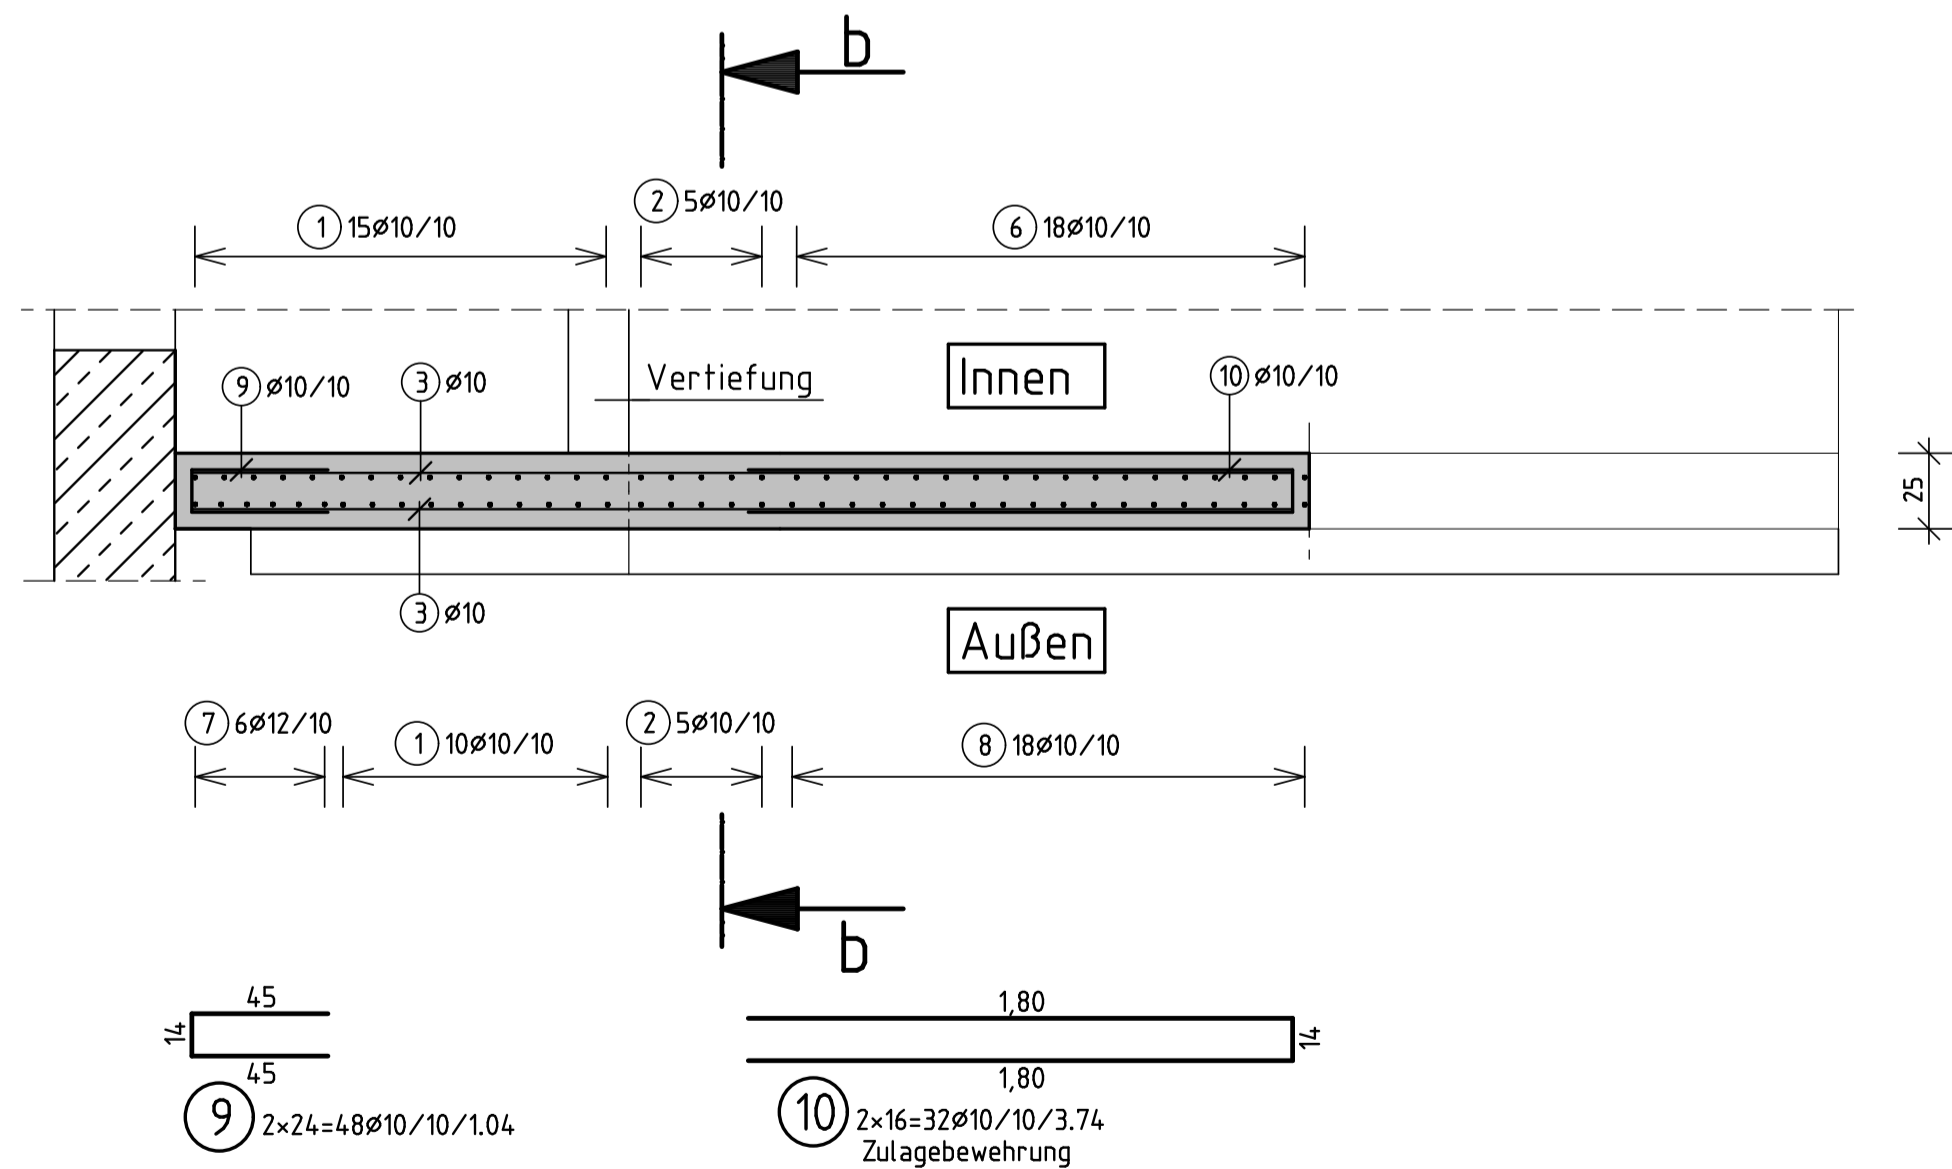 b
① 15ø10/10
② 5ø10/10
⑥ 18ø10/10
⑨ ø10/10
③ ø10
Vertiefung
Innen
⑩ ø10/10
25
③ ø10
Außen
⑦ 6ø12/10
① 10ø10/10
② 5ø10/10
⑧ 18ø10/10
b
45
14
45
⑨ 2×24=48ø10/10/1.04
1,80
14
1,80
⑩ 2×16=32ø10/10/3.74
Zulagebewehrung